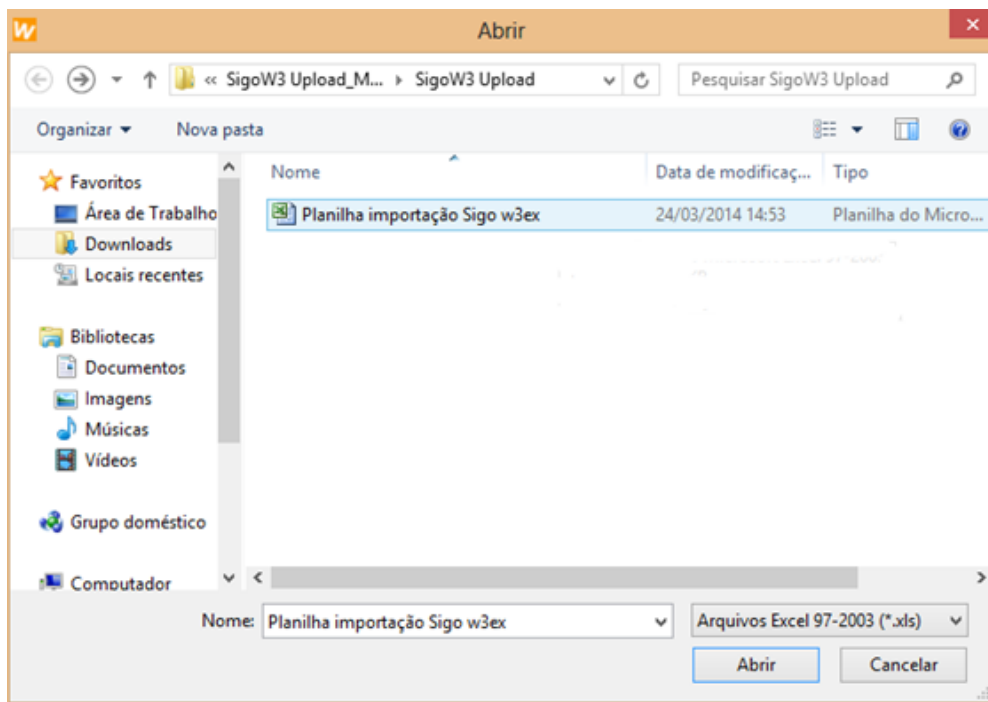 W
Abrir
« SigoW3 Upload_M... SigoW3 Upload
Pesquisar SigoW3 Upload
Organizar Nova pasta
Favoritos
Área de Trabalho
Downloads
Locais recentes
Bibliotecas
Documentos
Imagens
Músicas
Vídeos
Grupo doméstico
Computador
Nome Data de modificaç... Tipo
Planilha importação Sigo w3ex 24/03/2014 14:53 Planilha do Micro...
Nome: Planilha importação Sigo w3ex Arquivos Excel 97-2003 (*.xls)
Abrir Cancelar